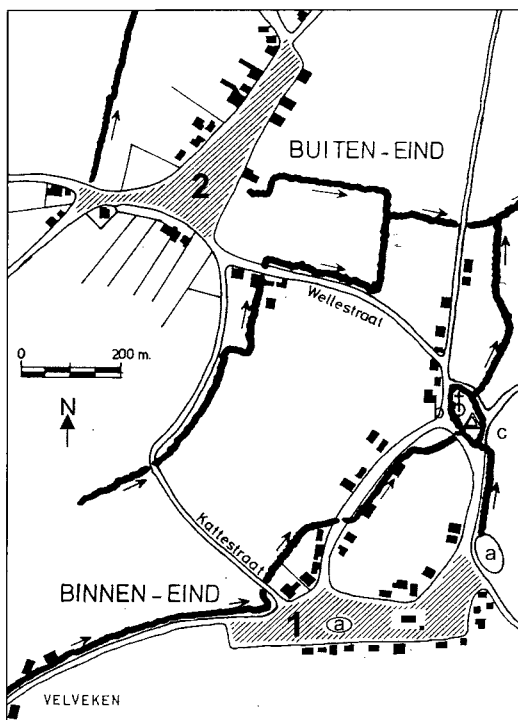 BUITEN-EIND
2
Wellestraat
0 200 m.
N
c
Kattestraat
a
BINNEN-EIND
1
a
VELVEKEN